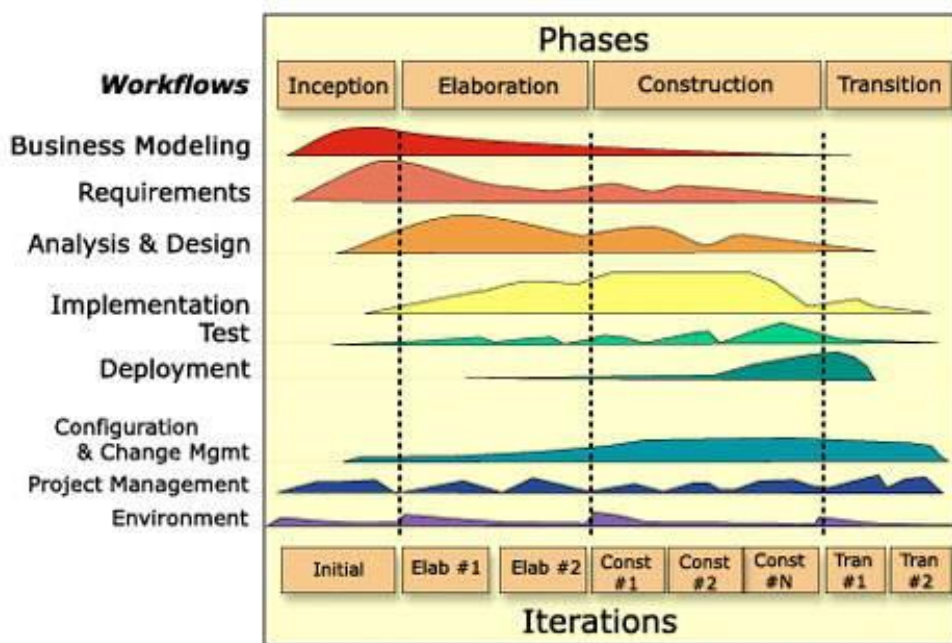 Phases
Workflows
Inception Elaboration Construction Transition
Business Modeling
Requirements
Analysis & Design
Implementation
Test
Deployment
Configuration
& Change Mgmt
Project Management
Environment
Initial Elab #1 Elab #2 Const #1 Const #2 Const #N Tran #1 Tran #2
Iterations